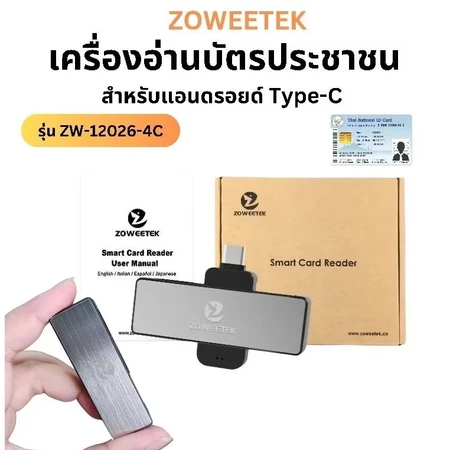 ZOWEETEK
เครื่องอ่านบัตรประชาชน
สำหรับแอนดรอยด์ Type-C
รุ่น ZW-12026-4C
Thai National ID Card
ZOWEETEK
Smart Card Reader
User Manual
English / Italian / Español / Japanese
ZOWEETEK
Smart Card Reader
www.zoweetek.cn
ZOWEETEK